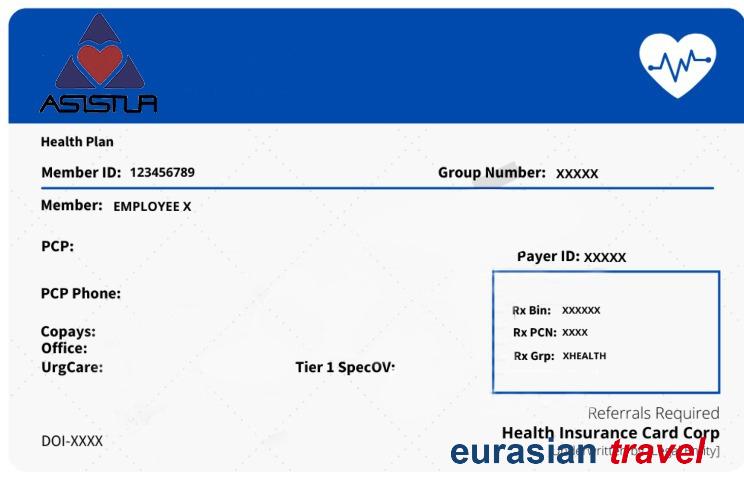 ASISTUR
Health Plan
Member ID: 123456789
Group Number: XXXXX
Member: EMPLOYEE X
PCP:
Payer ID: XXXXX
PCP Phone:
Rx Bin: XXXXXX
Rx PCN: XXXX
Rx Grp: XHEALTH
Copays:
Office:
UrgCare:
Tier 1 SpecOV:
Referrals Required
Health Insurance Card Corp
DOI-XXXX
eurasian travel